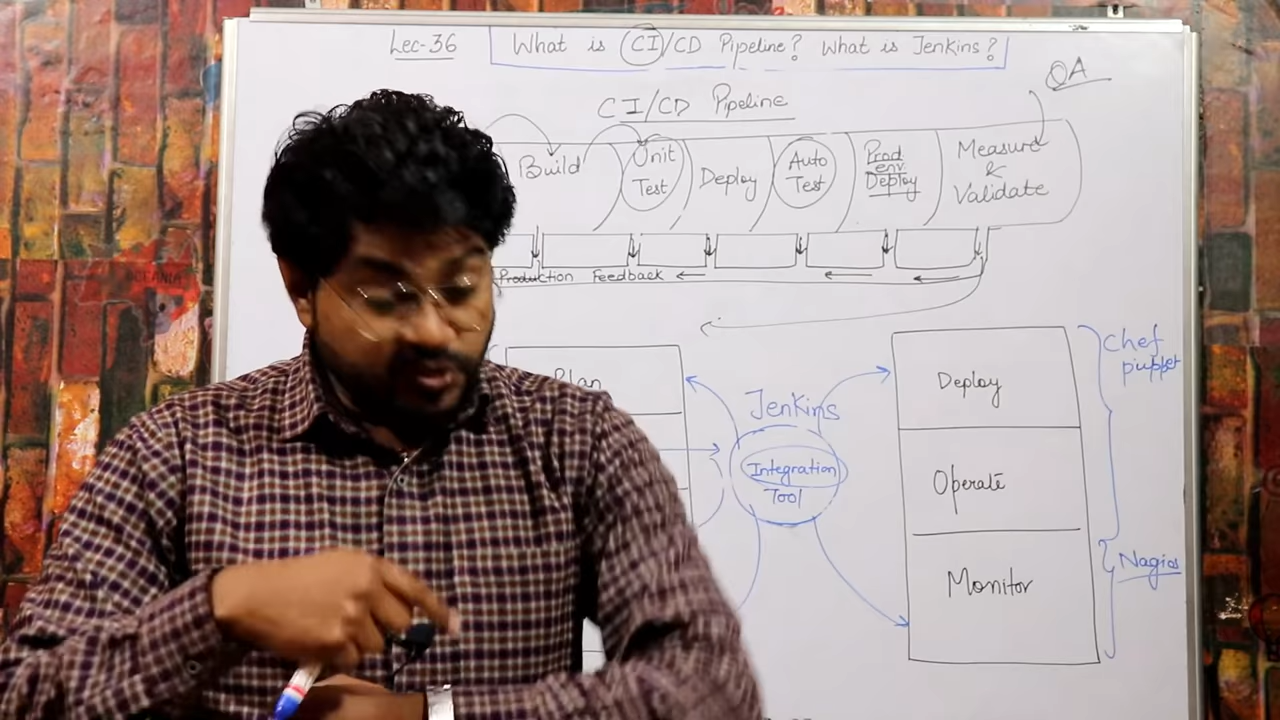 Lec-36 What is CI/CD Pipeline? What is Jenkins?
QA
CI/CD Pipeline
Build
Unit
Test
Deploy
Auto
Test
Prod
env
Deploy
Measure
&
Validate
Production Feedback
Plan
Jenkins
Integration
Tool
Deploy
Operate
Monitor
Chef
puppet
Nagios
OCEANIA